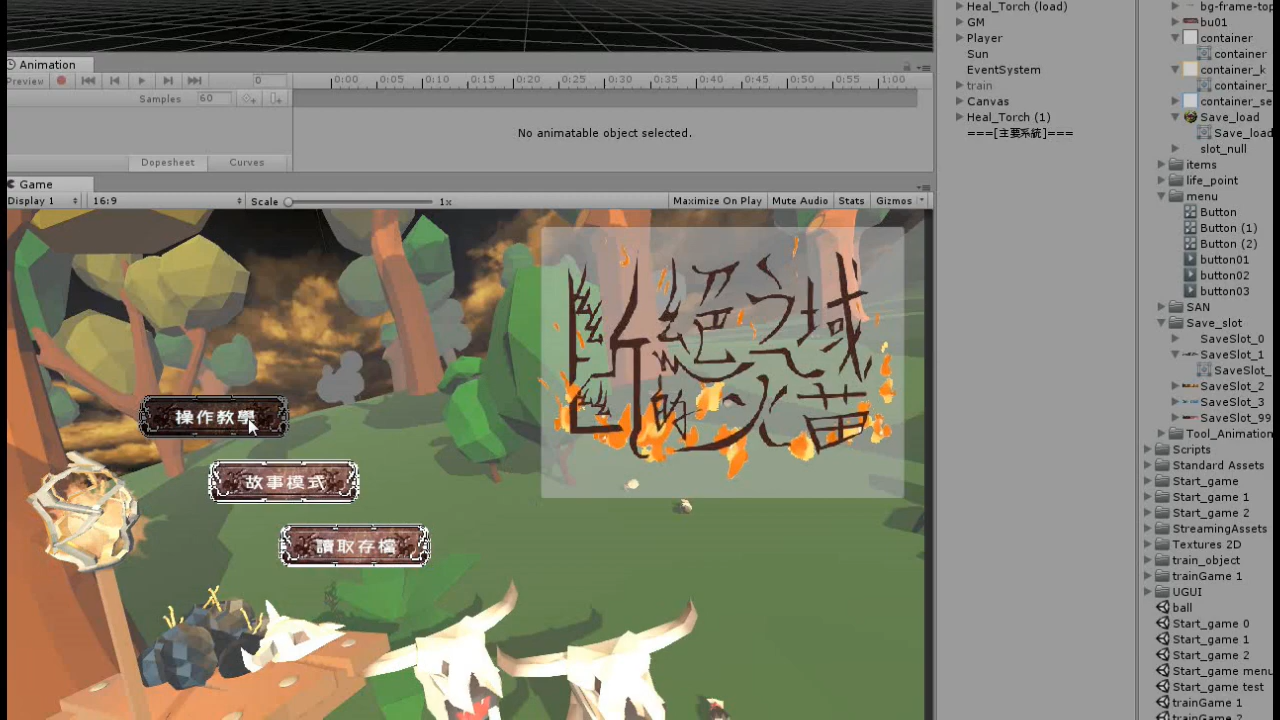 Animation
Preview
0
0:00 0:05 0:10 0:15 0:20 0:25 0:30 0:35 0:40 0:45 0:50 0:55 1:00
Samples 60
No animatable object selected.
Dopesheet Curves
Game
Display 1 16:9 Scale 1x Maximize On Play Mute Audio Stats Gizmos
斷絕之域
的火苗
操作教學
故事模式
讀取存檔
Heal_Torch (load)
GM
Player
Sun
EventSystem
train
Canvas
Heal_Torch (1)
===[主要系統]===
bg-frame-top
bu01
container
container
container_k
container_
container_se
Save_load
Save_load
slot_null
items
life_point
menu
Button
Button (1)
Button (2)
button01
button02
button03
SAN
Save_slot
SaveSlot_0
SaveSlot_1
SaveSlot_
SaveSlot_2
SaveSlot_3
SaveSlot_99
Tool_Animation
Scripts
Standard Assets
Start_game
Start_game 1
Start_game 2
StreamingAssets
Textures 2D
train_object
trainGame 1
UGUI
ball
Start_game 0
Start_game 1
Start_game 2
Start_game menu
Start_game test
trainGame 1
trainGame 2